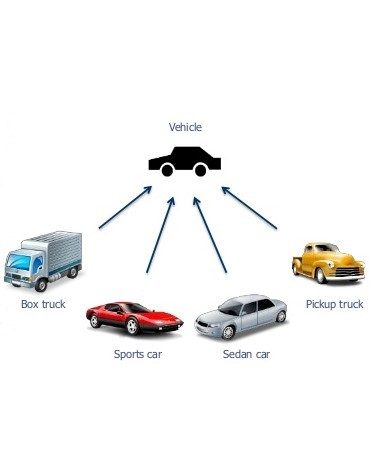 Vehicle
Box truck
Pickup truck
Sports car
Sedan car